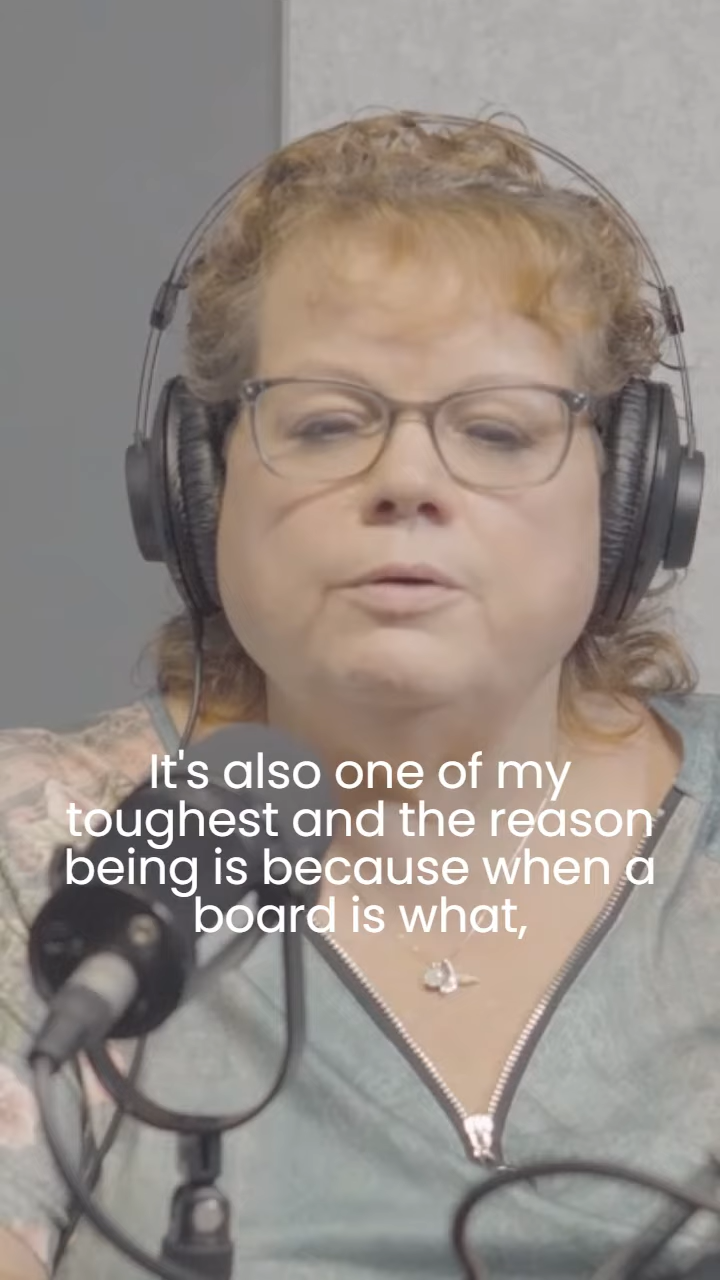 It's also one of my
toughest and the reason
being is because when a
board is what,